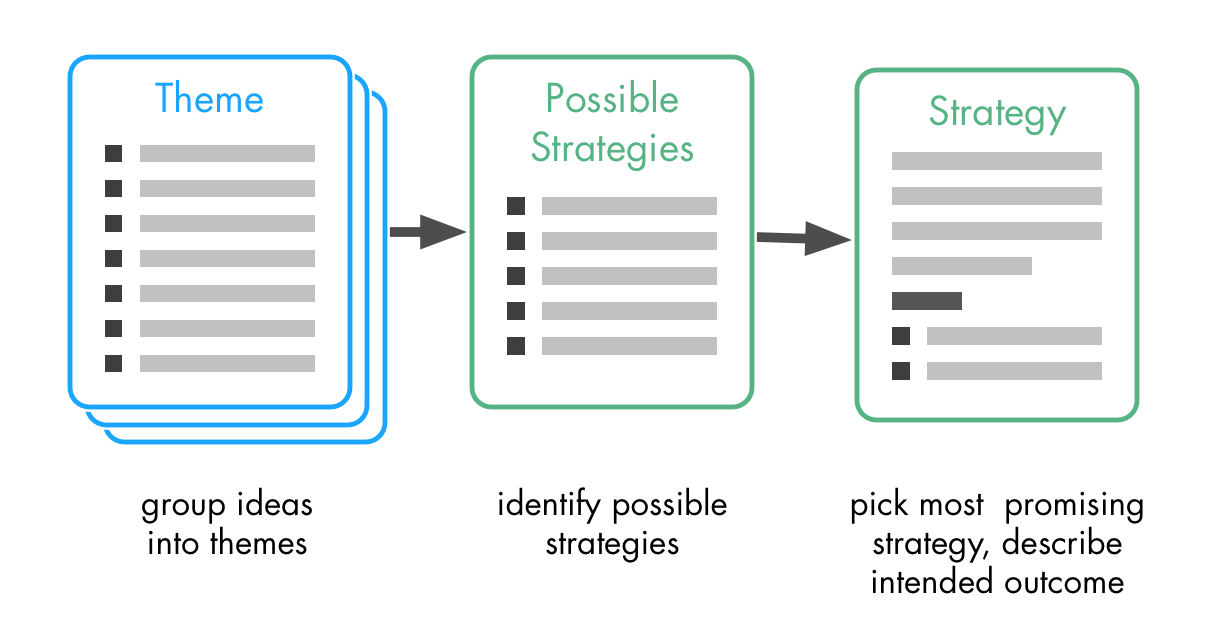 Theme
Possible
Strategies
Strategy
group ideas
into themes
identify possible
strategies
pick most  promising
strategy, describe
intended outcome